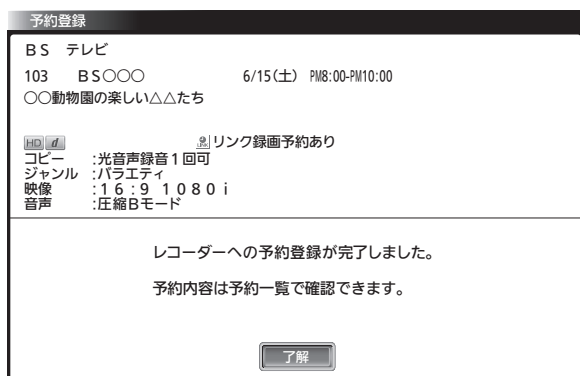 予約登録
BS テレビ
103 BS○○○ 6/15(土) PM8:00-PM10:00
○○動物園の楽しい△△たち
HD d LINK リンク録画予約あり
コピー :光音声録音1回可
ジャンル :バラエティ
映像 :16:9 1080i
音声 :圧縮Bモード
レコーダーへの予約登録が完了しました。
予約内容は予約一覧で確認できます。
了解